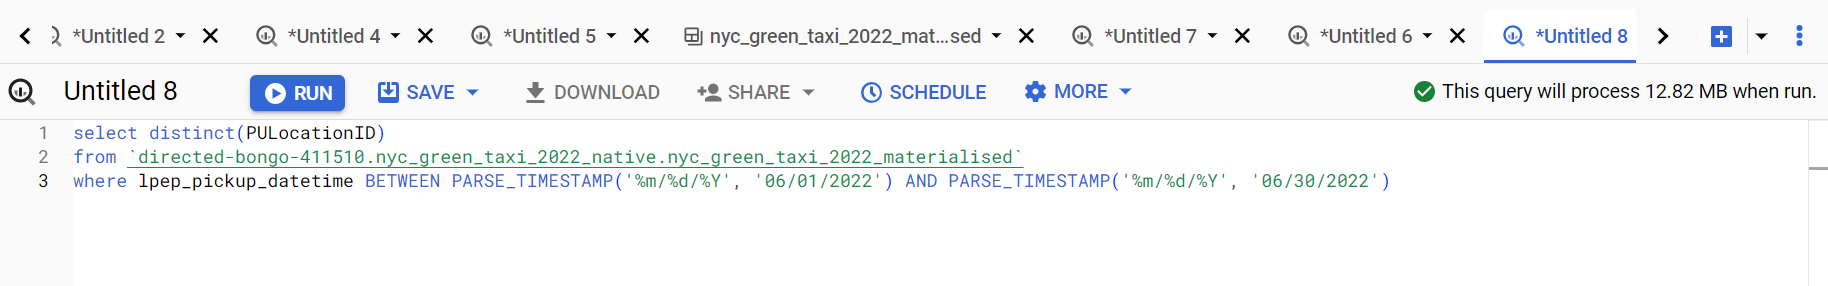 *Untitled 2 *Untitled 4 *Untitled 5 nyc_green_taxi_2022_mat...sed *Untitled 7 *Untitled 6 *Untitled 8
Untitled 8 RUN SAVE DOWNLOAD SHARE SCHEDULE MORE This query will process 12.82 MB when run.
1 select distinct(PULocationID)
2 from `directed-bongo-411510.nyc_green_taxi_2022_native.nyc_green_taxi_2022_materialised`
3 where lpep_pickup_datetime BETWEEN PARSE_TIMESTAMP('%m/%d/%Y', '06/01/2022') AND PARSE_TIMESTAMP('%m/%d/%Y', '06/30/2022')